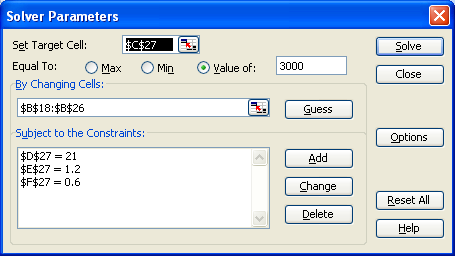 Solver Parameters
Set Target Cell: $C$27 Solve
Equal To: Max Min Value of: 3000 Close
By Changing Cells:
$B$18:$B$26 Guess
Subject to the Constraints: Options
$D$27 = 21 Add
$E$27 = 1.2
$F$27 = 0.6 Change
Reset All
Delete
Help